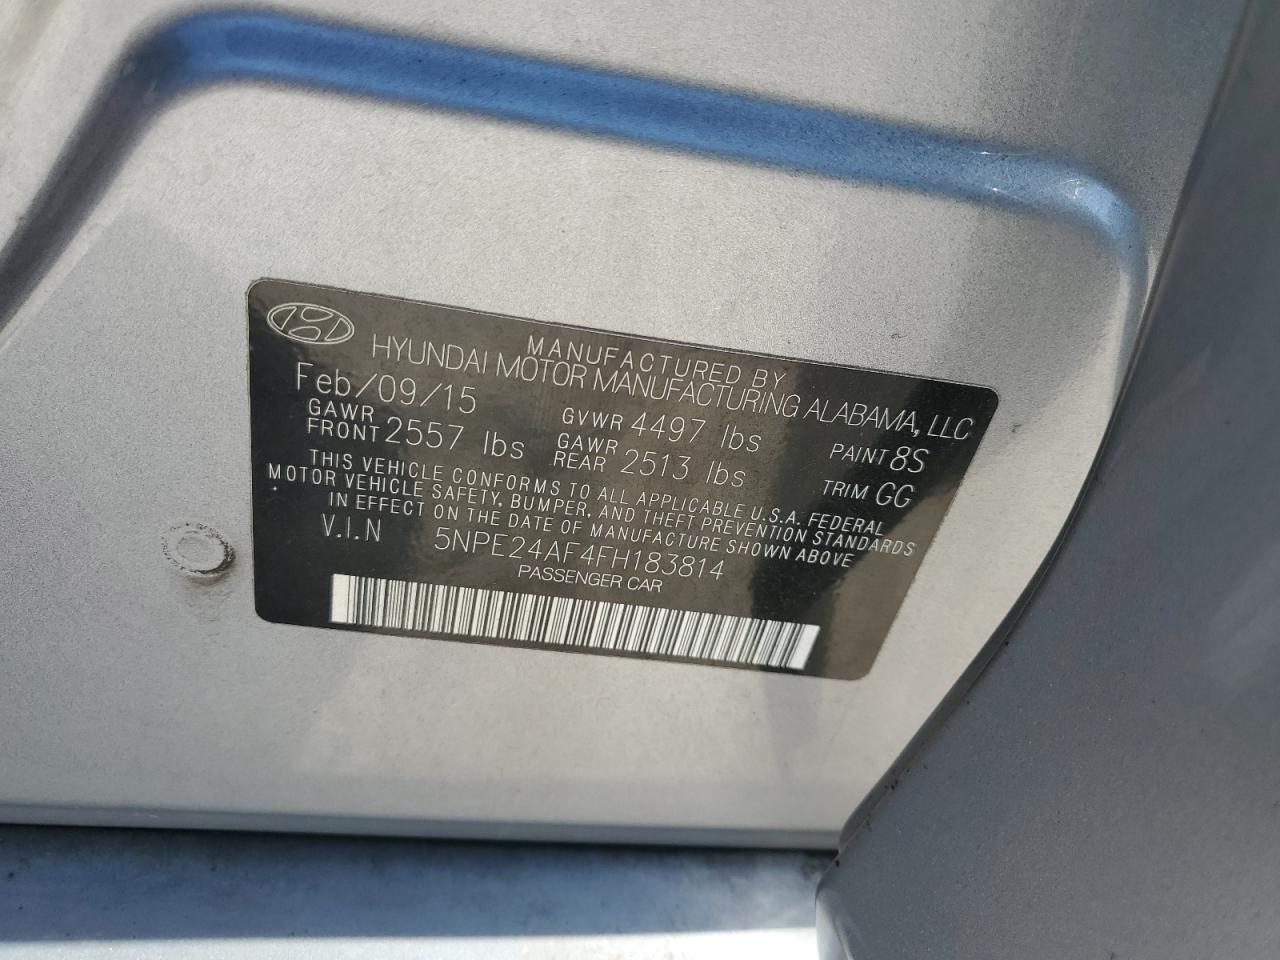 MANUFACTURED BY
HYUNDAI MOTOR MANUFACTURING ALABAMA, LLC
Feb/09/15 GVWR 4497 lbs PAINT 8S
GAWR FRONT 2557 lbs GAWR REAR 2513 lbs TRIM GG
THIS VEHICLE CONFORMS TO ALL APPLICABLE U.S.A. FEDERAL
MOTOR VEHICLE SAFETY, BUMPER, AND THEFT PREVENTION STANDARDS
IN EFFECT ON THE DATE OF MANUFACTURE SHOWN ABOVE
V.I.N 5NPE24AF4FH183814
PASSENGER CAR